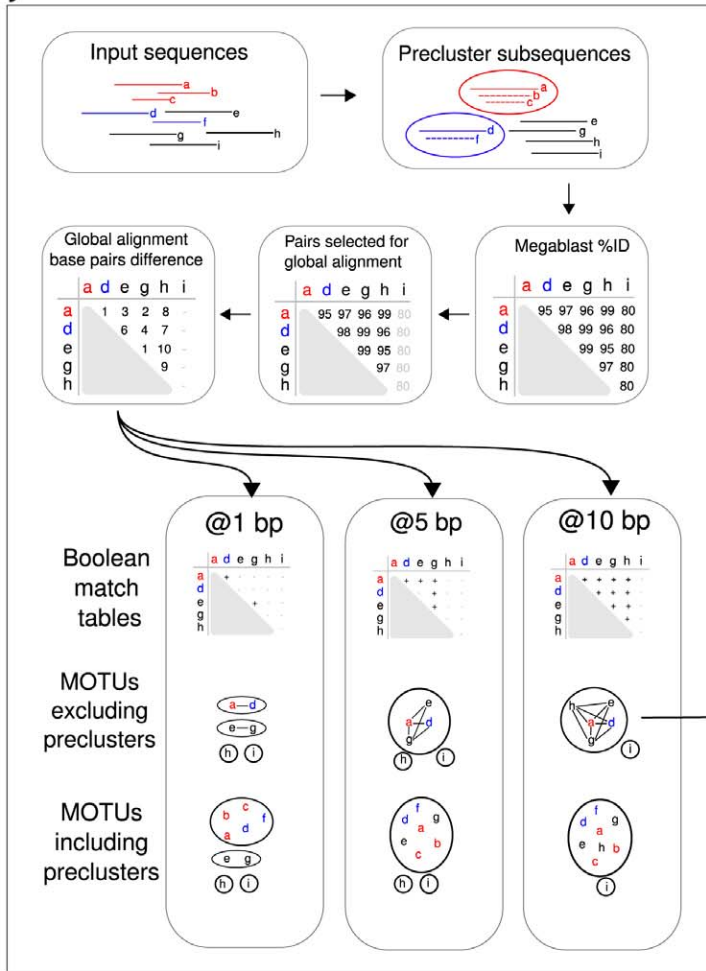 Input sequences
a
b
c
d
e
f
g
h
i
Precluster subsequences
a
b
c
d
f
e
g
h
i
Global alignment
base pairs difference
a d e g h i
a 1 3 2 8 -
d 6 4 7 -
e 1 10 -
g 9 -
h -
Pairs selected for
global alignment
a d e g h i
a 95 97 96 99 80
d 98 99 96 80
e 99 95 80
g 97 80
h 80
Megablast %ID
a d e g h i
a 95 97 96 99 80
d 98 99 96 80
e 99 95 80
g 97 80
h 80
@1 bp
@5 bp
@10 bp
Boolean
match
tables
a d e g h i
a + - - - -
d - - - -
e + - -
g - -
h -
a d e g h i
a + + + - -
d - + - -
e + - -
g - -
h -
a d e g h i
a + + + + -
d + + + -
e + + -
g + -
h -
MOTUs
excluding
preclusters
a d
e g
h i
e
a d
g
h i
h e
a d
g
i
MOTUs
including
preclusters
b c f
a d
e g
h i
f
d g
a
e b
c
h i
f
d g
a
e h b
c
i